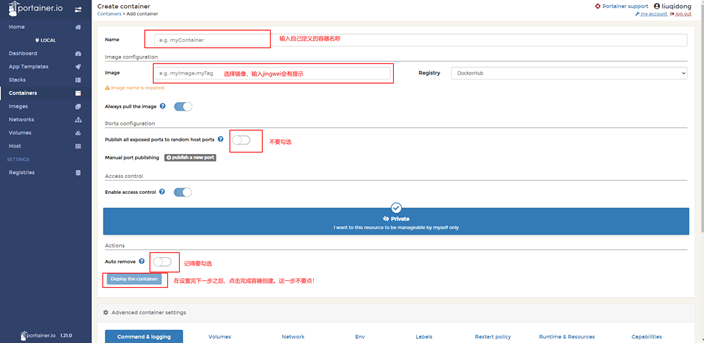 portainer.io
Home
LOCAL
Dashboard
App Templates
Stacks
Containers
Images
Networks
Volumes
Host
SETTINGS
Registries
portainer.io 1.21.0
Create container
Containers > Add container
Portainer support
liuqidong
my account
log out
Name
e.g. myContainer
输入自己定义的容器名称
Image configuration
Image
e.g. myImage:myTag
选择镜像，输入jingwei会有提示
Registry
DockerHub
Image name is required.
Always pull the image
Ports configuration
Publish all exposed ports to random host ports
不要勾选
Manual port publishing
publish a new port
Access control
Enable access control
Private
I want to this resource to be manageable by myself only
Actions
Auto remove
记得要勾选
Deploy the container
在设置完下一步之后，点击完成容器创建。这一步不要点！
Advanced container settings
Command & logging
Volumes
Network
Env
Labels
Restart policy
Runtime & Resources
Capabilities